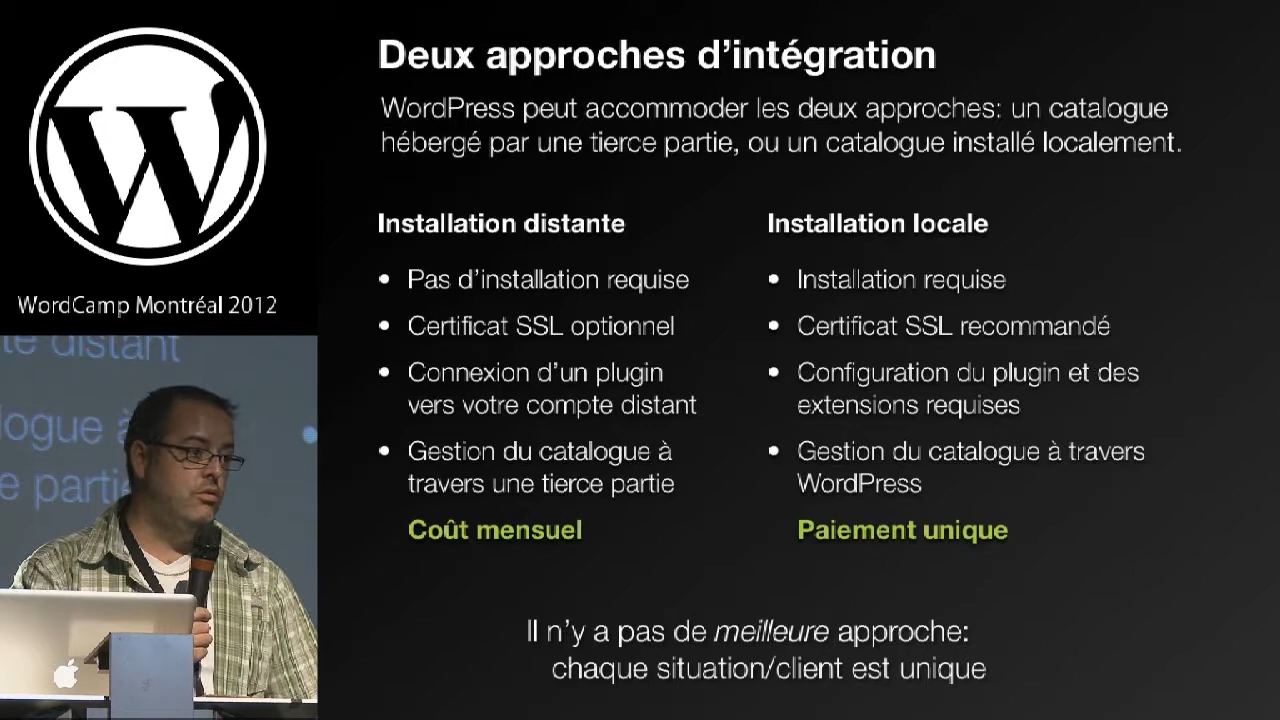 Deux approches d'intégration
WordPress peut accommoder les deux approches: un catalogue
hébergé par une tierce partie, ou un catalogue installé localement.
Installation distante
• Pas d'installation requise
• Certificat SSL optionnel
• Connexion d'un plugin
vers votre compte distant
• Gestion du catalogue à
travers une tierce partie
Coût mensuel
Installation locale
• Installation requise
• Certificat SSL recommandé
• Configuration du plugin et des
extensions requises
• Gestion du catalogue à travers
WordPress
Paiement unique
Il n'y a pas de meilleure approche:
chaque situation/client est unique
W
WordCamp Montréal 2012
te distant
logue à
e partie